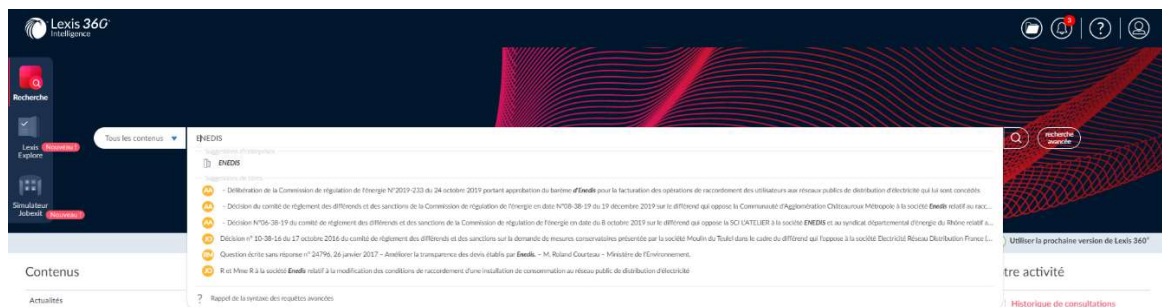 Lexis 360®
Intelligence
3
?
Recherche
Lexis
Explore
Nouveau !
Simulateur
Jobexit
Nouveau !
Tous les contenus
ENEDIS
recherche
avancée
ENEDIS
AA - Délibération de la Commission de régulation de l'énergie N°2019-233 du 24 octobre 2019 portant approbation du barème d'Enedis pour la facturation des opérations de raccordement des utilisateurs aux réseaux publics de distribution d'électricité qui lui sont concédés
AA - Décision du comité de règlement des différends et des sanctions de la Commission de régulation de l'énergie en date N°08-38-19 du 19 décembre 2019 sur le différend qui oppose la Communauté d'Agglomération Châteauroux Métropole à la société Enedis relatif au racc...
AA - Décision N°06-38-19 du comité de règlement des différends et des sanctions de la Commission de régulation de l'énergie en date du 8 octobre 2019 sur le différend qui oppose la SCI L'ATELIER à la société ENEDIS et au syndicat départemental d'énergie du Rhône relatif a...
JO Décision n° 10-38-16 du 17 octobre 2016 du comité de règlement des différends et des sanctions sur la demande de mesures conservatoires présentée par la société Moulin du Toulel dans le cadre du différend qui l'oppose à la société Electricité Réseau Distribution France (...
Question écrite sans réponse n° 24796, 26 janvier 2017 - Améliorer la transparence des devis établis par Enedis. - M. Roland Courteau - Ministère de l'Environnement.
JO R et Mme R à la société Enedis relatif à la modification des conditions de raccordement d'une installation de consommation au réseau public de distribution d'électricité
? Rappel de la syntaxe des requêtes avancées
Utiliser la prochaine version de Lexis 360°
Contenus
tre activité
Actualités
Historique de consultations